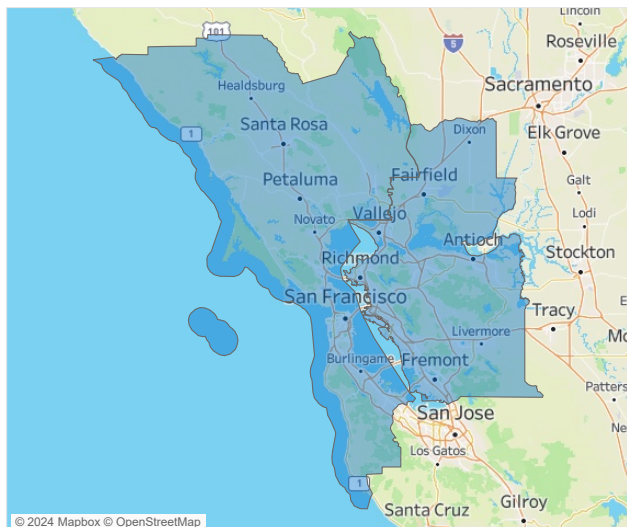 Lincoln
101
5
Roseville
Healdsburg
Sacramento
1
Santa Rosa
Dixon
Elk Grove
Petaluma
Fairfield
Galt
Novato
Vallejo
Lodi
Antioch
Richmond
Stockton
San Francisco
Tracy
Livermore
Burlingame
Fremont
Patters
San Jose
Los Gatos
1
Santa Cruz
Gilroy
© 2024 Mapbox © OpenStreetMap